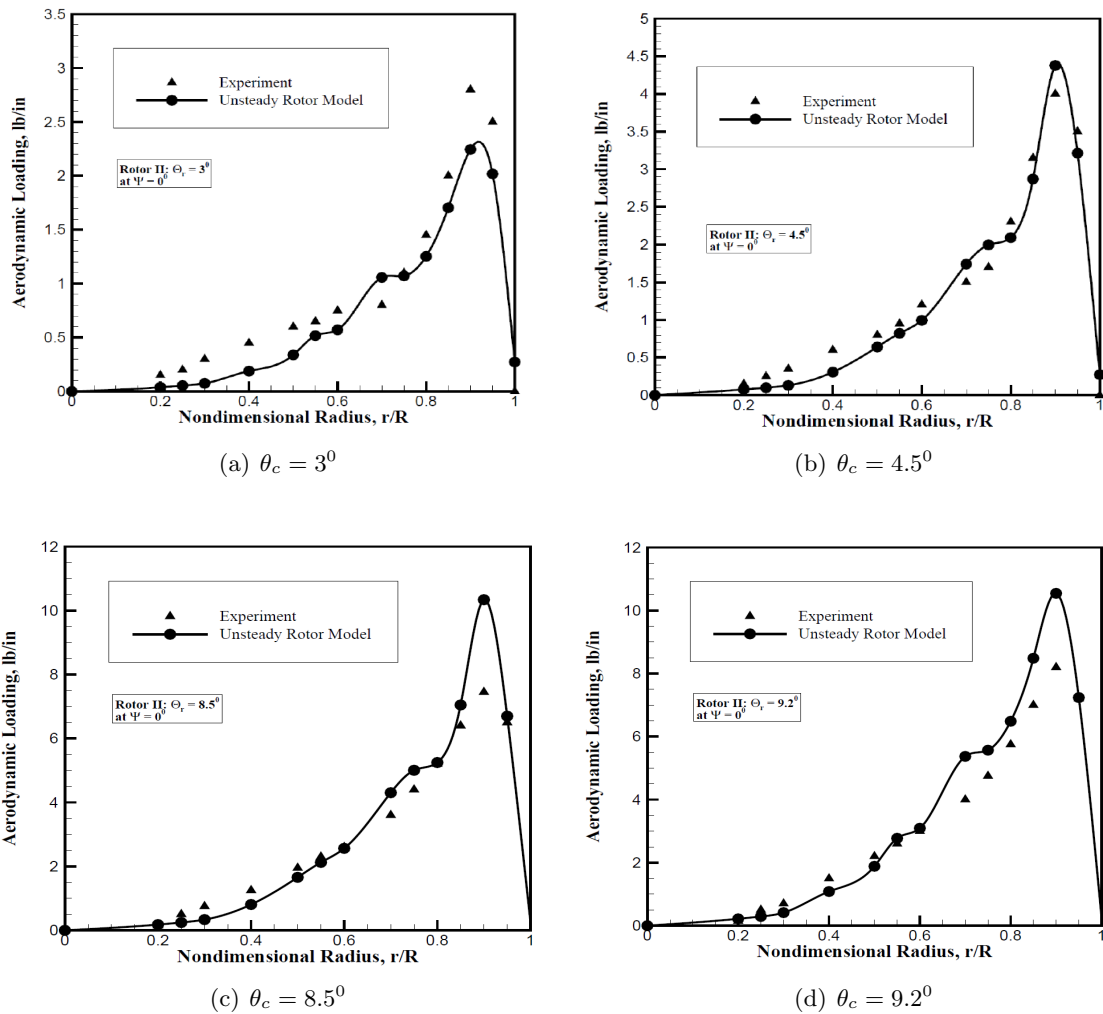 3.5
3
2.5
2
1.5
1
0.5
0
Aerodynamic Loading, lb/in
Experiment
Unsteady Rotor Model
Rotor II: Θr = 3⁰
at Ψ = 0⁰
0 0.2 0.4 0.6 0.8 1
Nondimensional Radius, r/R
(a) θc = 3⁰
5
4.5
4
3.5
3
2.5
2
1.5
1
0.5
0
Aerodynamic Loading, lb/in
Experiment
Unsteady Rotor Model
Rotor II: Θr = 4.5⁰
at Ψ = 0⁰
0 0.2 0.4 0.6 0.8 1
Nondimensional Radius, r/R
(b) θc = 4.5⁰
12
10
8
6
4
2
0
Aerodynamic Loading, lb/in
Experiment
Unsteady Rotor Model
Rotor II: Θr = 8.5⁰
at Ψ = 0⁰
0 0.2 0.4 0.6 0.8 1
Nondimensional Radius, r/R
(c) θc = 8.5⁰
12
10
8
6
4
2
0
Aerodynamic Loading, lb/in
Experiment
Unsteady Rotor Model
Rotor II: Θr = 9.2⁰
at Ψ = 0⁰
0 0.2 0.4 0.6 0.8 1
Nondimensional Radius, r/R
(d) θc = 9.2⁰